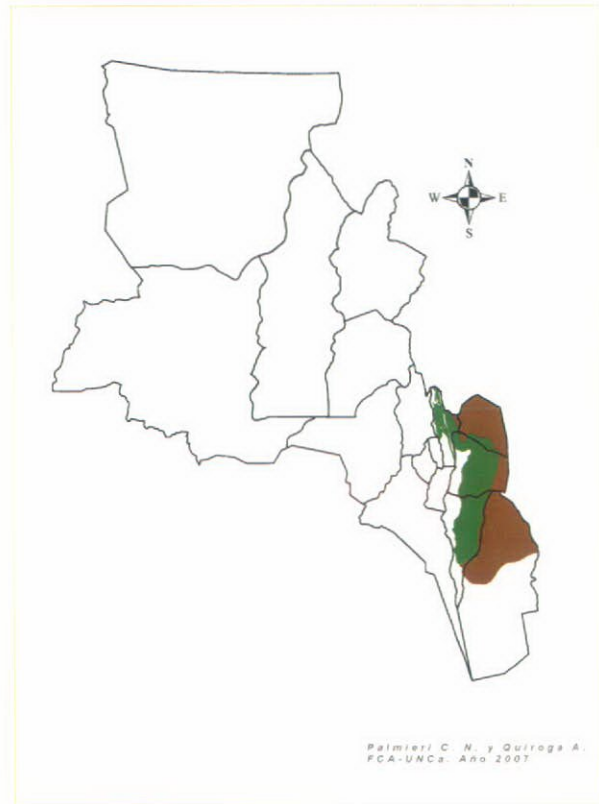 N
W E
S
Palmieri C. N. y Quiroga A.
FCA-UNCa. Año 2007.